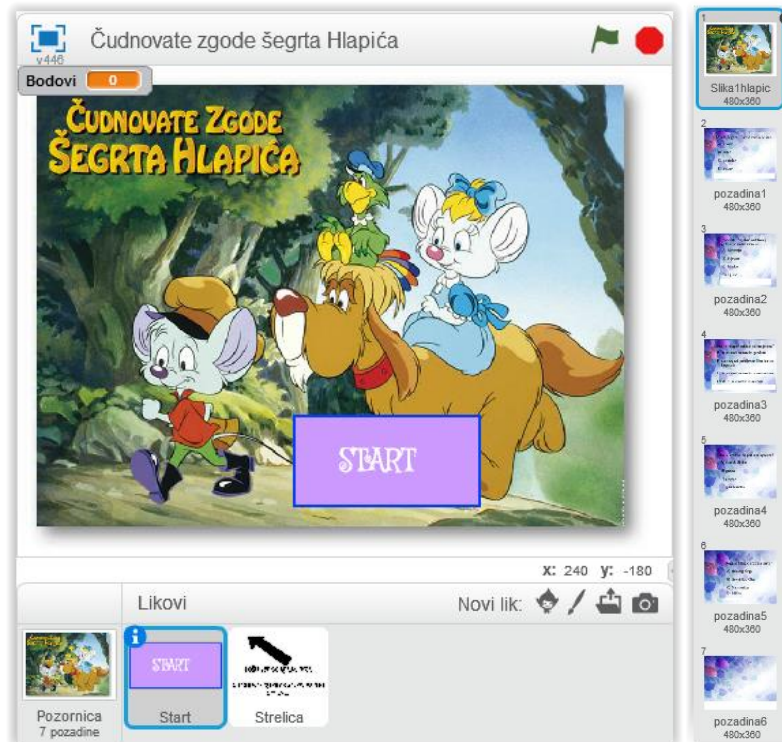 Čudnovate zgode šegrta Hlapića
v446
Bodovi 0
ČUDNOVATE ZGODE
ŠEGRTA HLAPIĆA
START
x: 240 y: -180
Likovi
Novi lik:
START
Pozornica
7 pozadine
Start
Strelica
1
Slika1hlapic
480x360
2
pozadina1
480x360
3
pozadina2
480x360
4
pozadina3
480x360
5
pozadina4
480x360
6
pozadina5
480x360
7
pozadina6
480x360